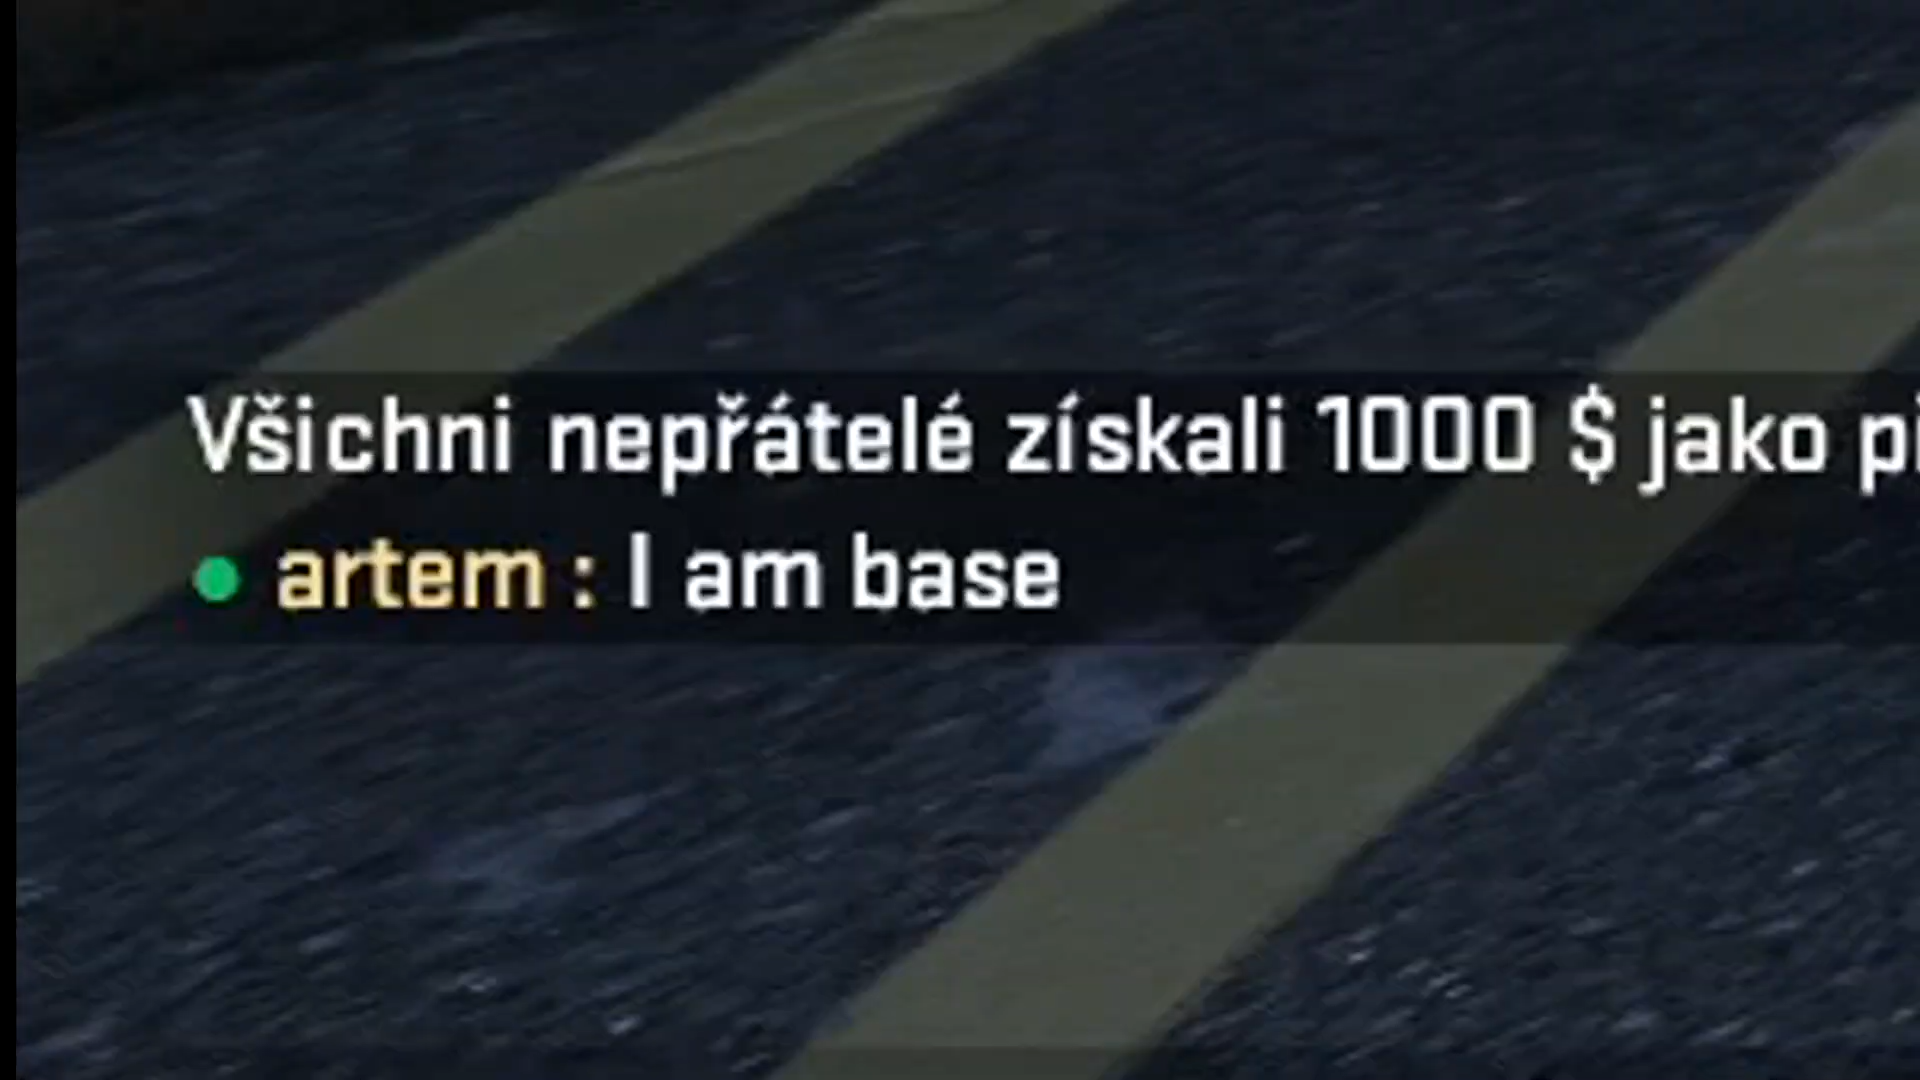 Všichni nepřátelé získali 1000 $ jako
artem : I am base